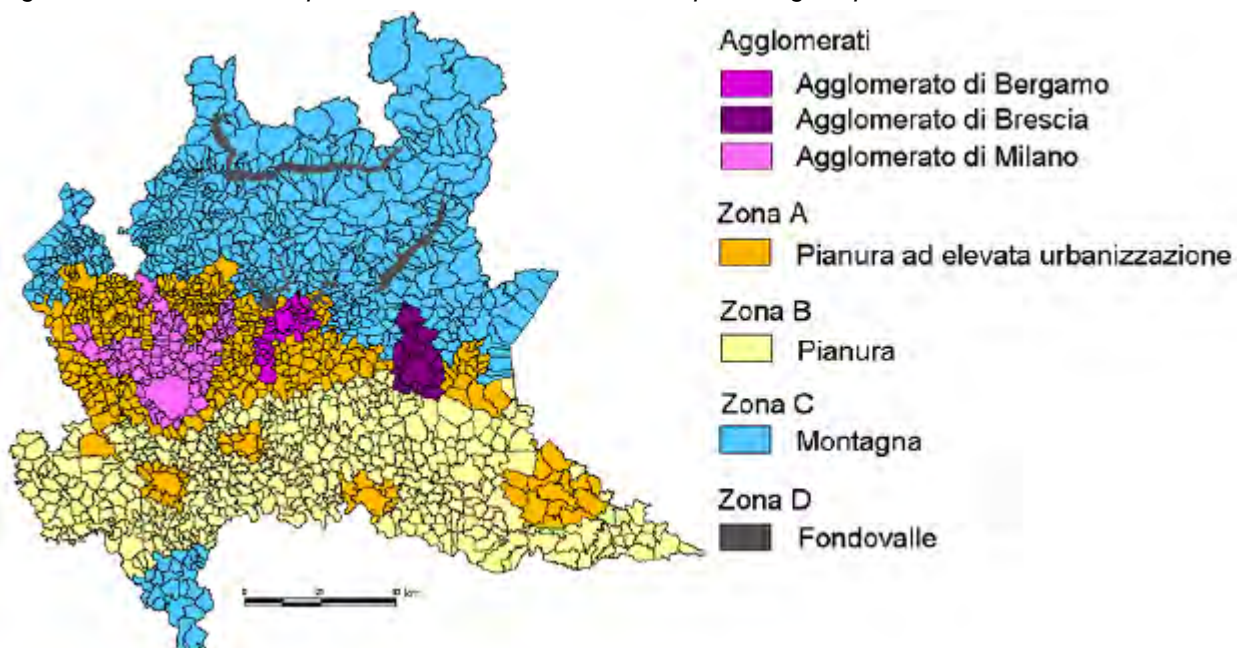 Agglomerati
Agglomerato di Bergamo
Agglomerato di Brescia
Agglomerato di Milano
Zona A
Pianura ad elevata urbanizzazione
Zona B
Pianura
Zona C
Montagna
Zona D
Fondovalle
km